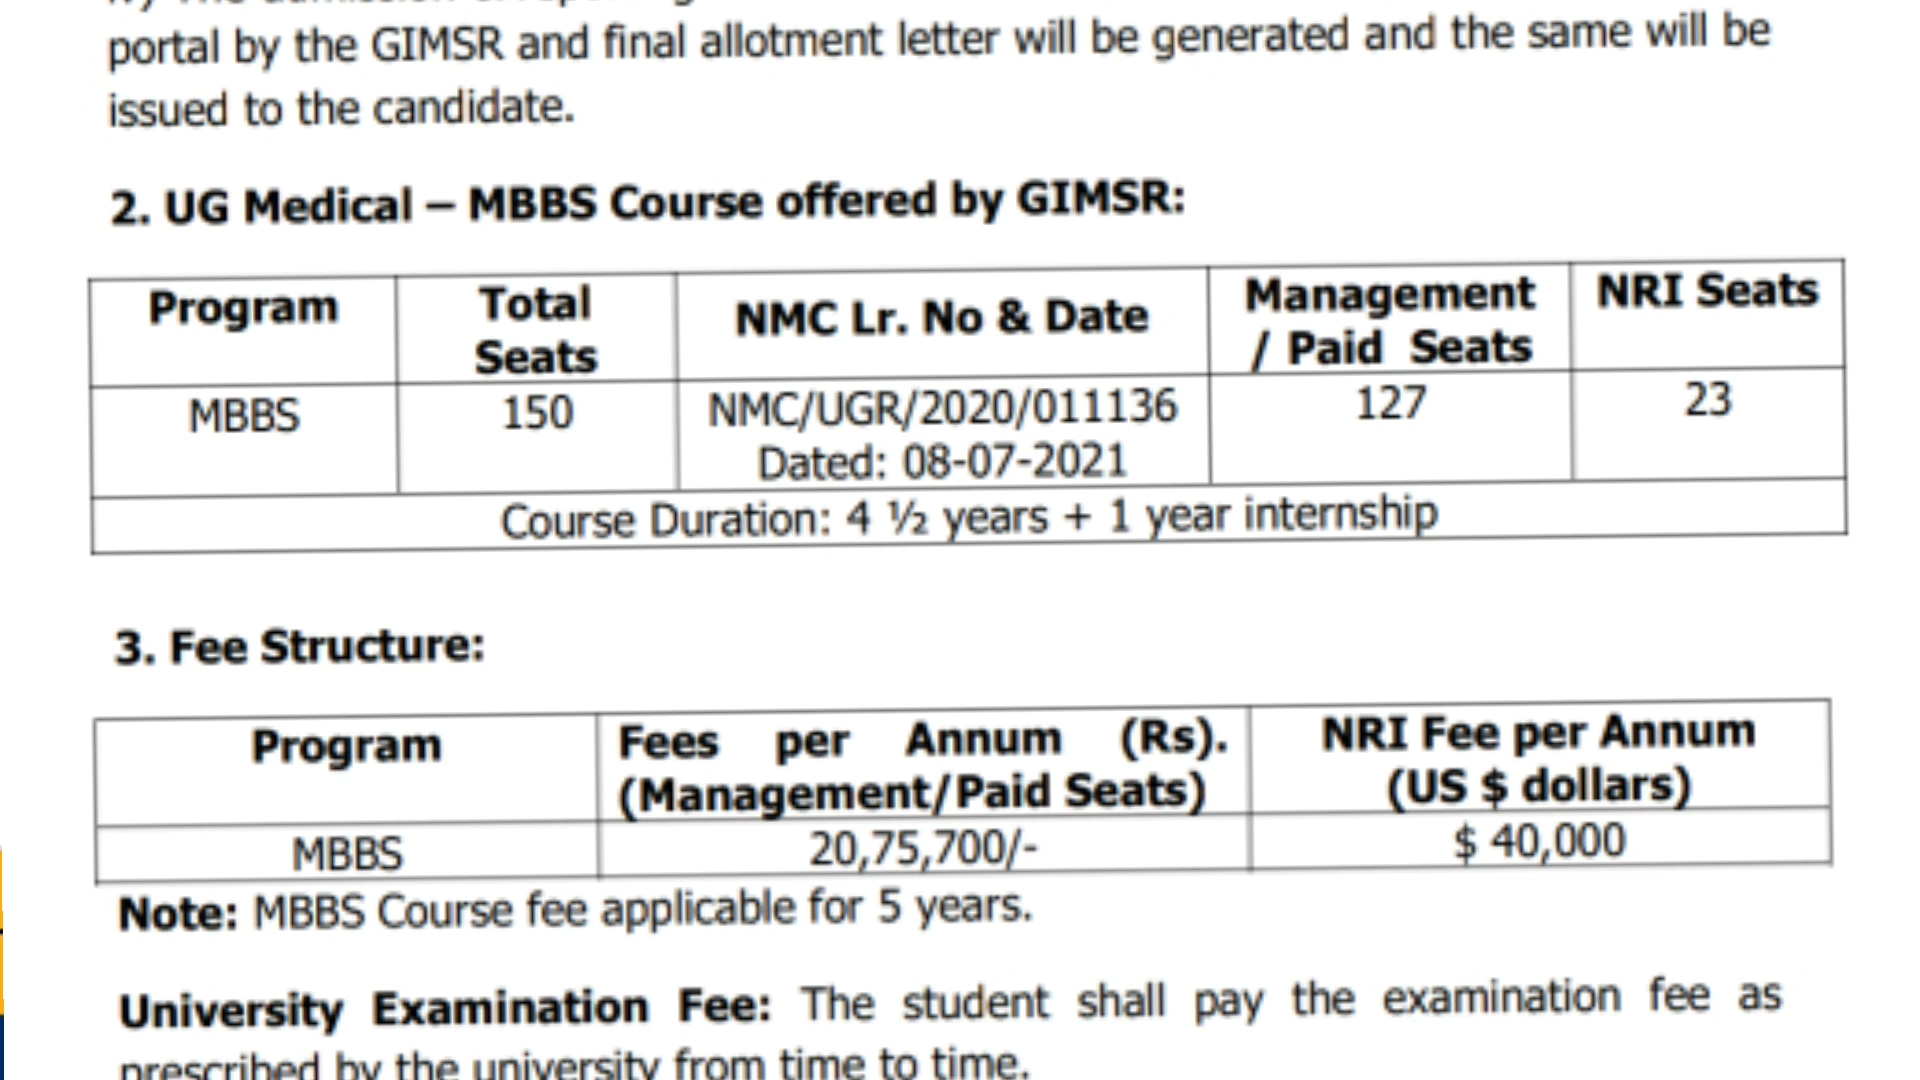 portal by the GIMSR and final allotment letter will be generated and the same will be
issued to the candidate.
2. UG Medical – MBBS Course offered by GIMSR:
Program
Total
Seats
NMC Lr. No & Date
Management
/ Paid Seats
NRI Seats
MBBS
150
NMC/UGR/2020/011136
Dated: 08-07-2021
127
23
Course Duration: 4 ½ years + 1 year internship
3. Fee Structure:
Program
Fees per Annum (Rs).
(Management/Paid Seats)
NRI Fee per Annum
(US $ dollars)
MBBS
20,75,700/-
$ 40,000
Note: MBBS Course fee applicable for 5 years.
University Examination Fee: The student shall pay the examination fee as
prescribed by the university from time to time.